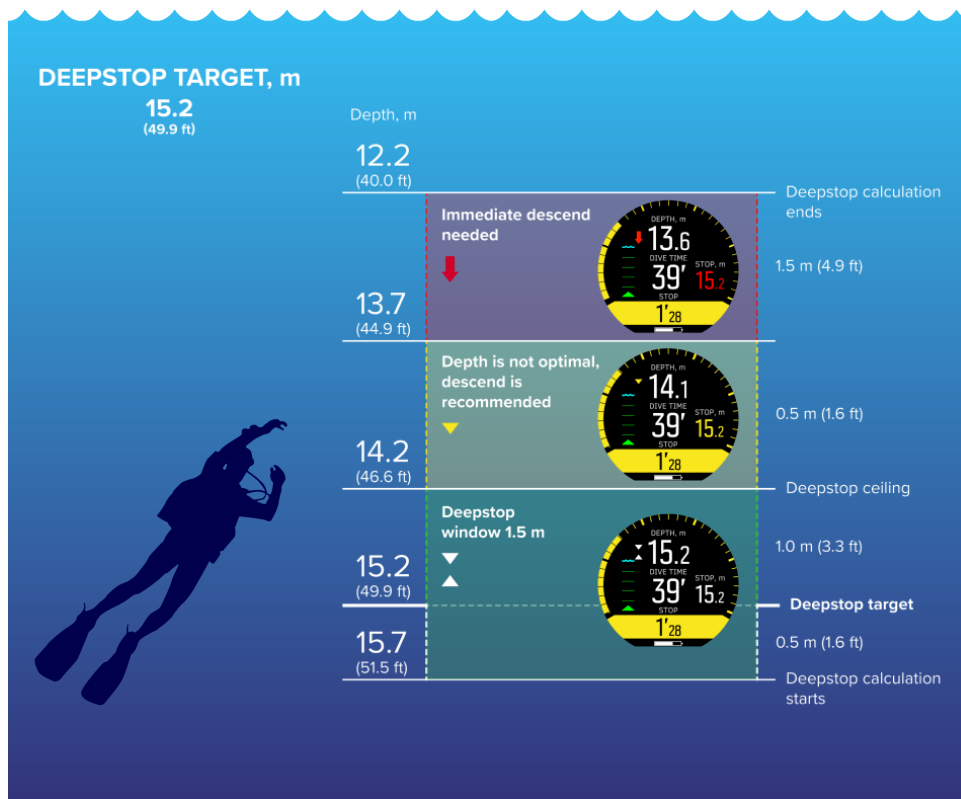 DEEPSTOP TARGET, m
15.2
(49.9 ft)
Depth, m
12.2
(40.0 ft)
Deepstop calculation
ends
Immediate descend
needed
DEPTH, m
13.6
DIVE TIME
39'
STOP, m
15.2
STOP
1'28
1.5 m (4.9 ft)
13.7
(44.9 ft)
Depth is not optimal,
descend is
recommended
DEPTH, m
14.1
DIVE TIME
39'
STOP, m
15.2
STOP
1'28
0.5 m (1.6 ft)
14.2
(46.6 ft)
Deepstop ceiling
Deepstop
window 1.5 m
DEPTH, m
15.2
DIVE TIME
39'
STOP, m
15.2
STOP
1'28
1.0 m (3.3 ft)
15.2
(49.9 ft)
Deepstop target
15.7
(51.5 ft)
0.5 m (1.6 ft)
Deepstop calculation
starts